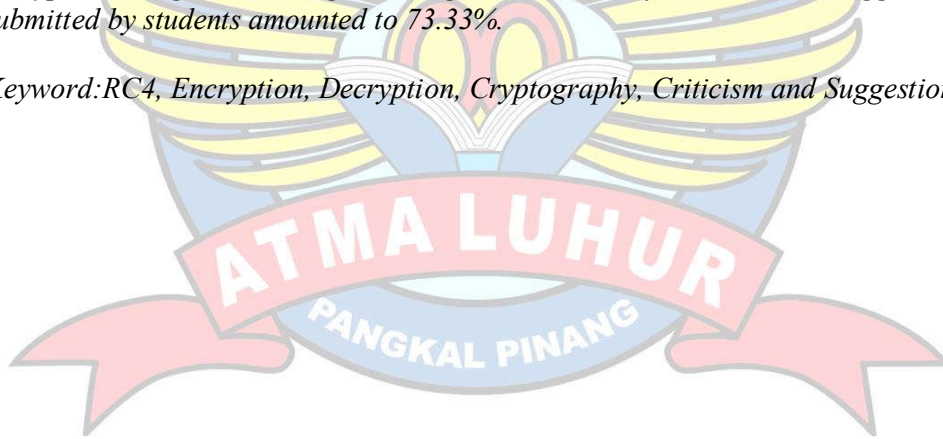 submitted by students amounted to 73.33%.
Keyword:RC4, Encryption, Decryption, Cryptography, Criticism and Suggestion
ATMA LUHUR
PANGKAL PINANG